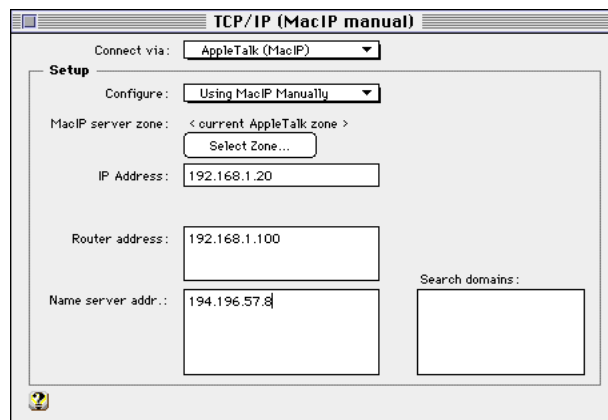 TCP/IP (MacIP manual)
Connect via: AppleTalk (MacIP)
Setup
Configure: Using MacIP Manually
MacIP server zone: < current AppleTalk zone >
Select Zone...
IP Address: 192.168.1.20
Router address: 192.168.1.100
Search domains:
Name server addr.: 194.196.57.8
?